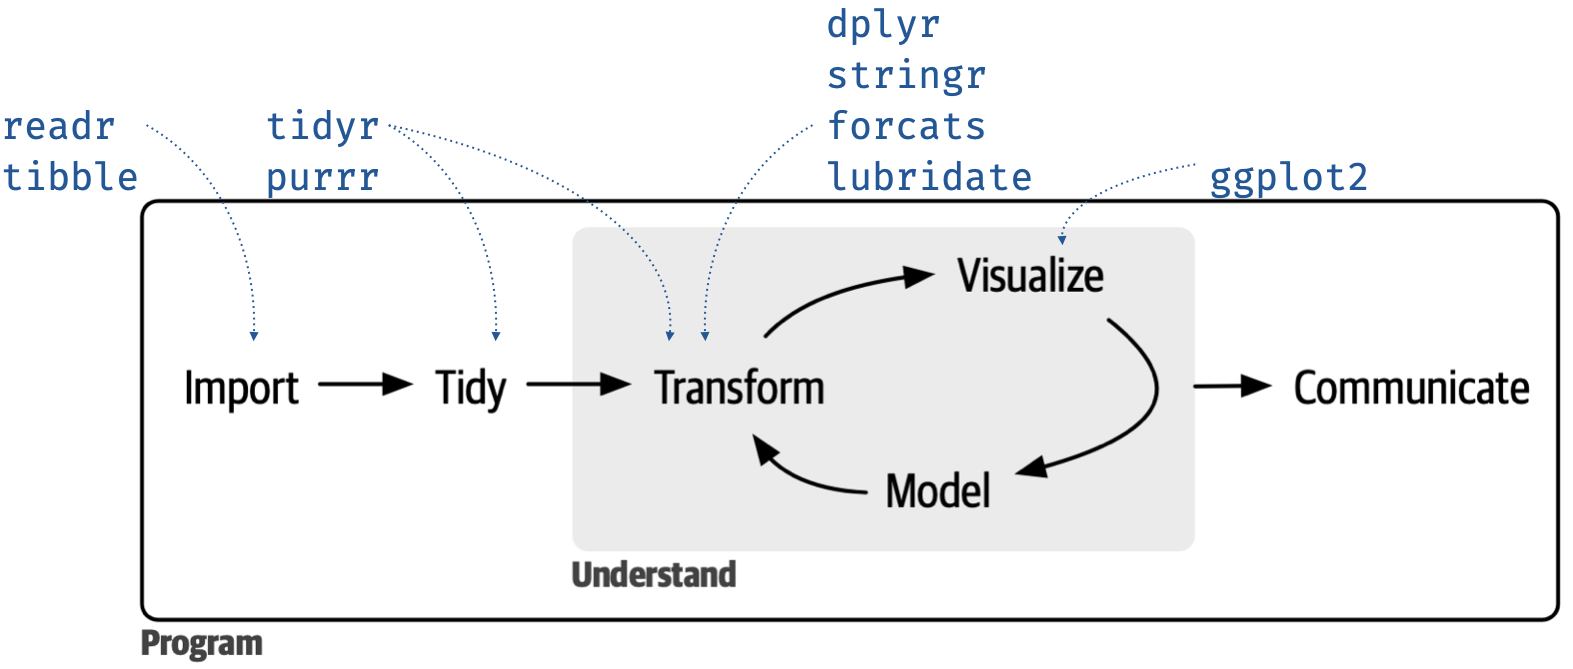 dplyr
stringr
readr
tidyr
forcats
tibble
purrr
lubridate
ggplot2
Visualize
Import
Tidy
Transform
Communicate
Model
Understand
Program